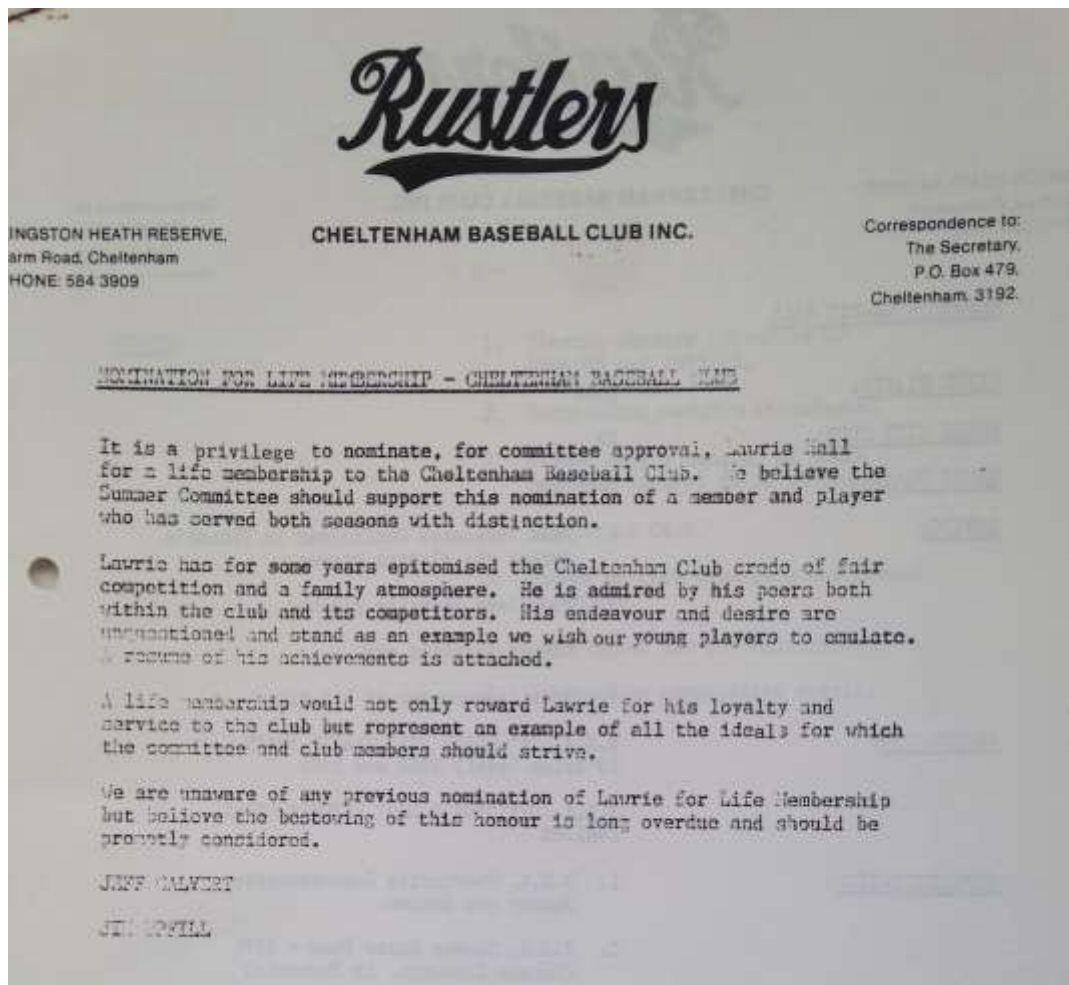 Rustlers
CHELTENHAM BASEBALL CLUB INC.
INGSTON HEATH RESERVE,
arm Road, Cheltenham
HONE: 584 3909
Correspondence to:
The Secretary,
P.O. Box 479,
Cheltenham, 3192.
NOMINATION FOR LIFE MEMBERSHIP - CHELTENHAM BASEBALL CLUB
It is a privilege to nominate, for committee approval, Lawrie Hall
for a life membership to the Cheltenham Baseball Club. We believe the
Summer Committee should support this nomination of a member and player
who has served both seasons with distinction.
Lawrie has for some years epitomised the Cheltenham Club credo of fair
competition and a family atmosphere. He is admired by his peers both
within the club and its competitors. His endeavour and desire are
unquestioned and stand as an example we wish our young players to emulate.
A resume of his achievements is attached.
A life membership would not only reward Lawrie for his loyalty and
service to the club but represent an example of all the ideals for which
the committee and club members should strive.
We are unaware of any previous nomination of Lawrie for Life Membership
but believe the bestowing of this honour is long overdue and should be
promptly considered.
JEFF CALVERT
JIM